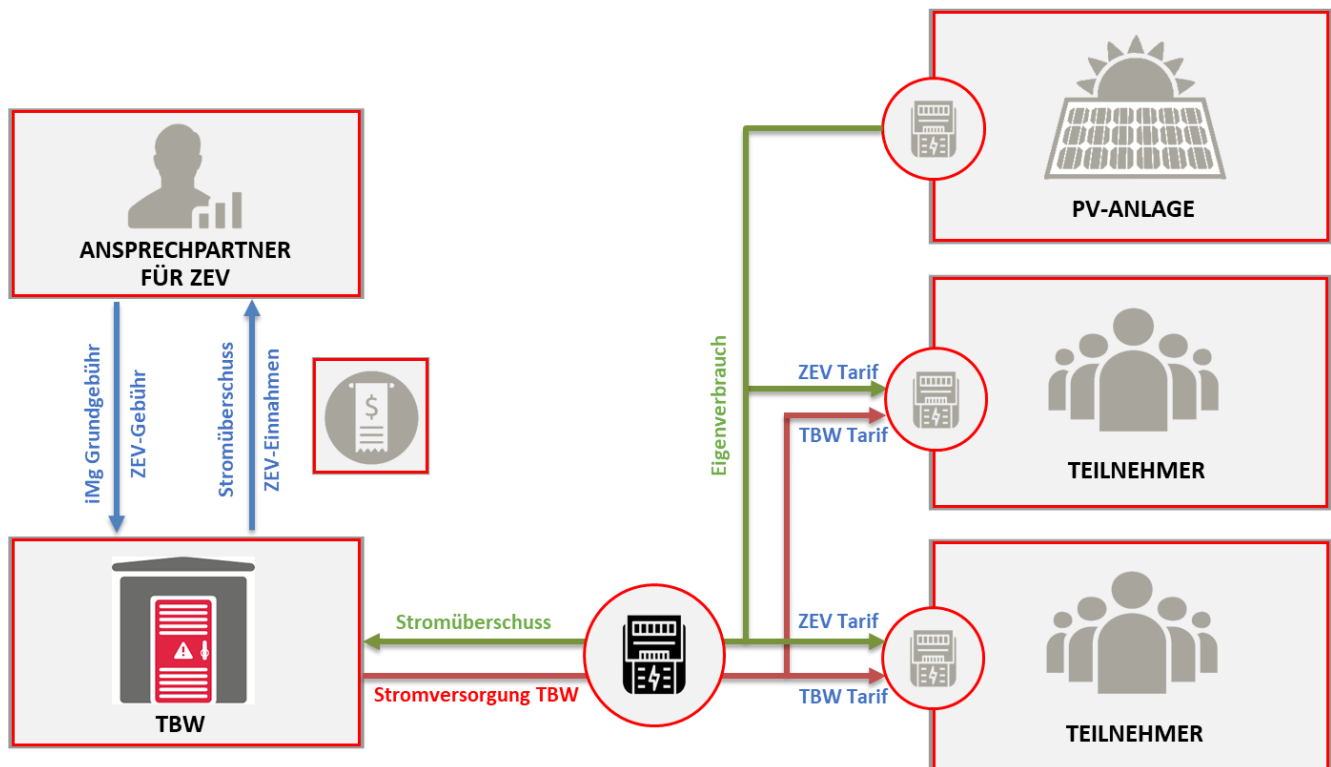 ANSPRECHPARTNER
FÜR ZEV
iMg Grundgebühr
ZEV-Gebühr
Stromüberschuss
ZEV-Einnahmen
$
TBW
Stromüberschuss
Stromversorgung TBW
Eigenverbrauch
PV-ANLAGE
ZEV Tarif
TBW Tarif
TEILNEHMER
ZEV Tarif
TBW Tarif
TEILNEHMER